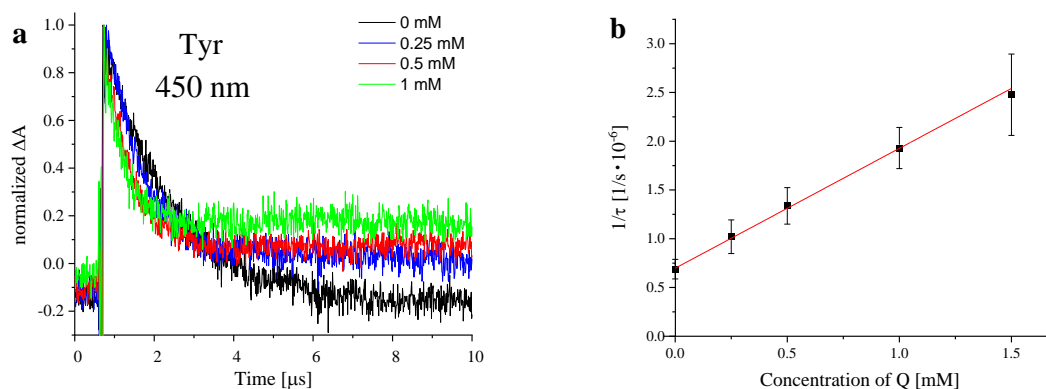 a
Tyr
450 nm
0 mM
0.25 mM
0.5 mM
1 mM
1.0
0.8
0.6
0.4
0.2
0.0
-0.2
normalized ΔA
0 2 4 6 8 10
Time [µs]
b
3.0
2.5
2.0
1.5
1.0
0.5
0.0
1/τ [1/s·10⁻⁶]
0.0 0.5 1.0 1.5
Concentration of Q [mM]